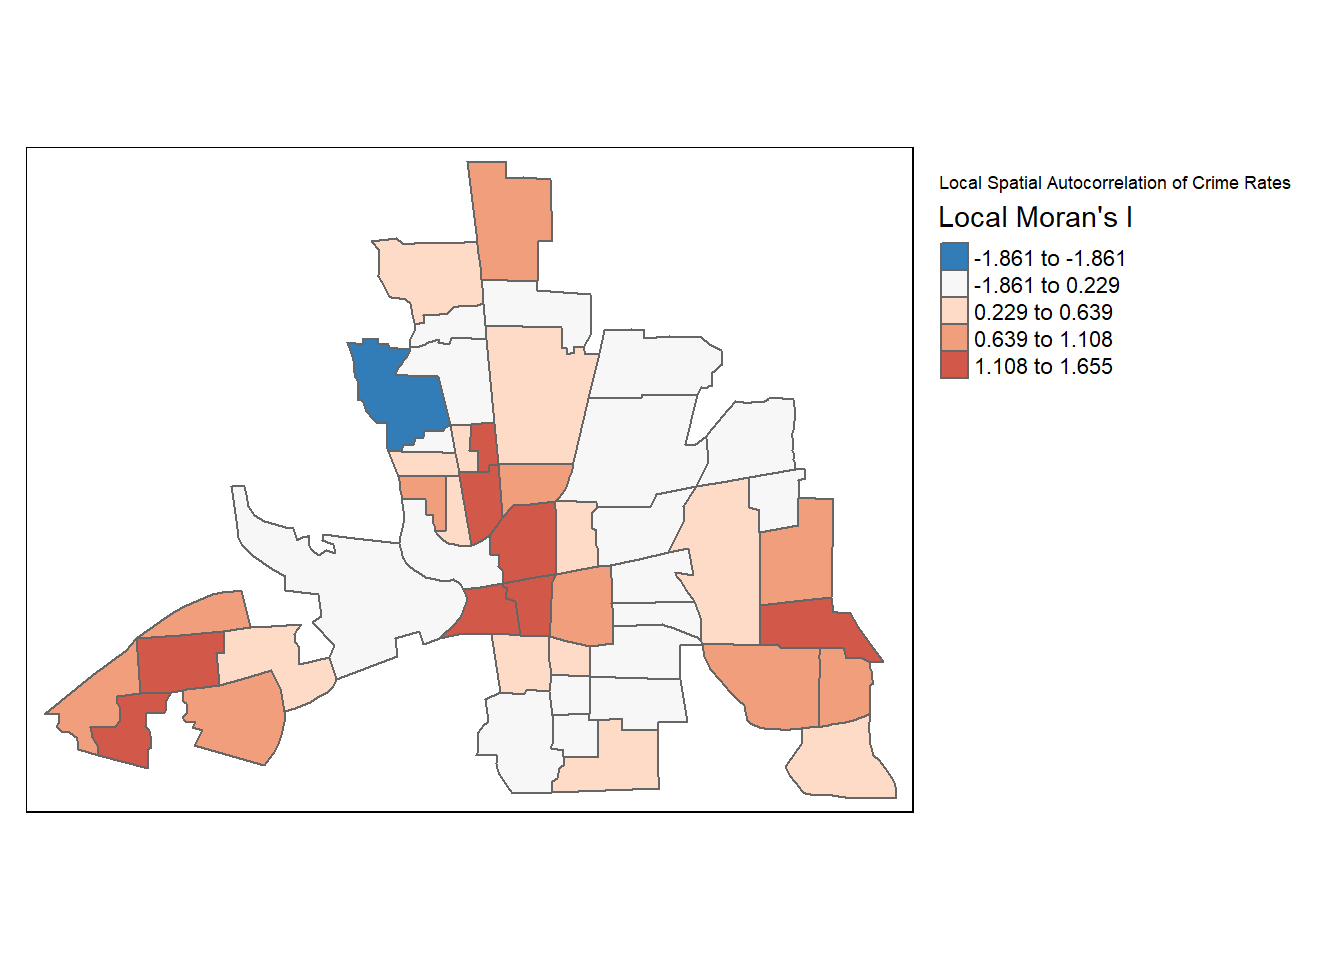 Local Spatial Autocorrelation of Crime Rates
Local Moran's I
-1.861 to -1.861
-1.861 to 0.229
0.229 to 0.639
0.639 to 1.108
1.108 to 1.655